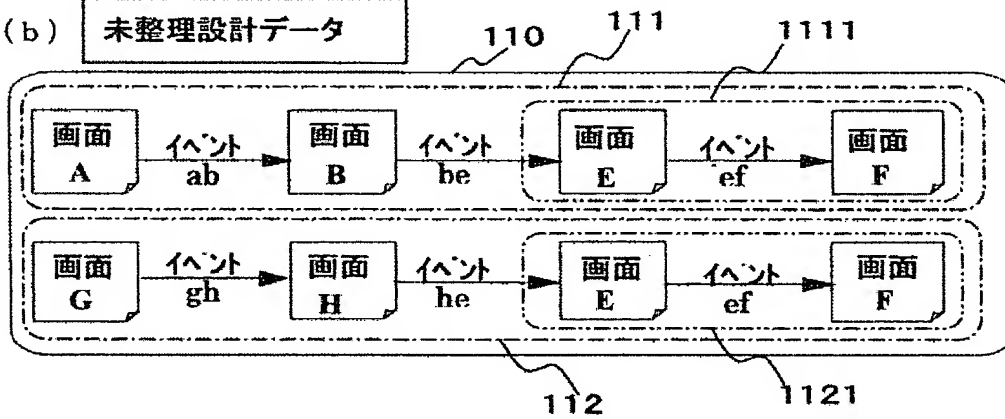 (b) 未整理設計データ
110 111 1111
画面 A イベント ab 画面 B イベント be 画面 E イベント ef 画面 F
画面 G イベント gh 画面 H イベント he 画面 E イベント ef 画面 F
112 1121